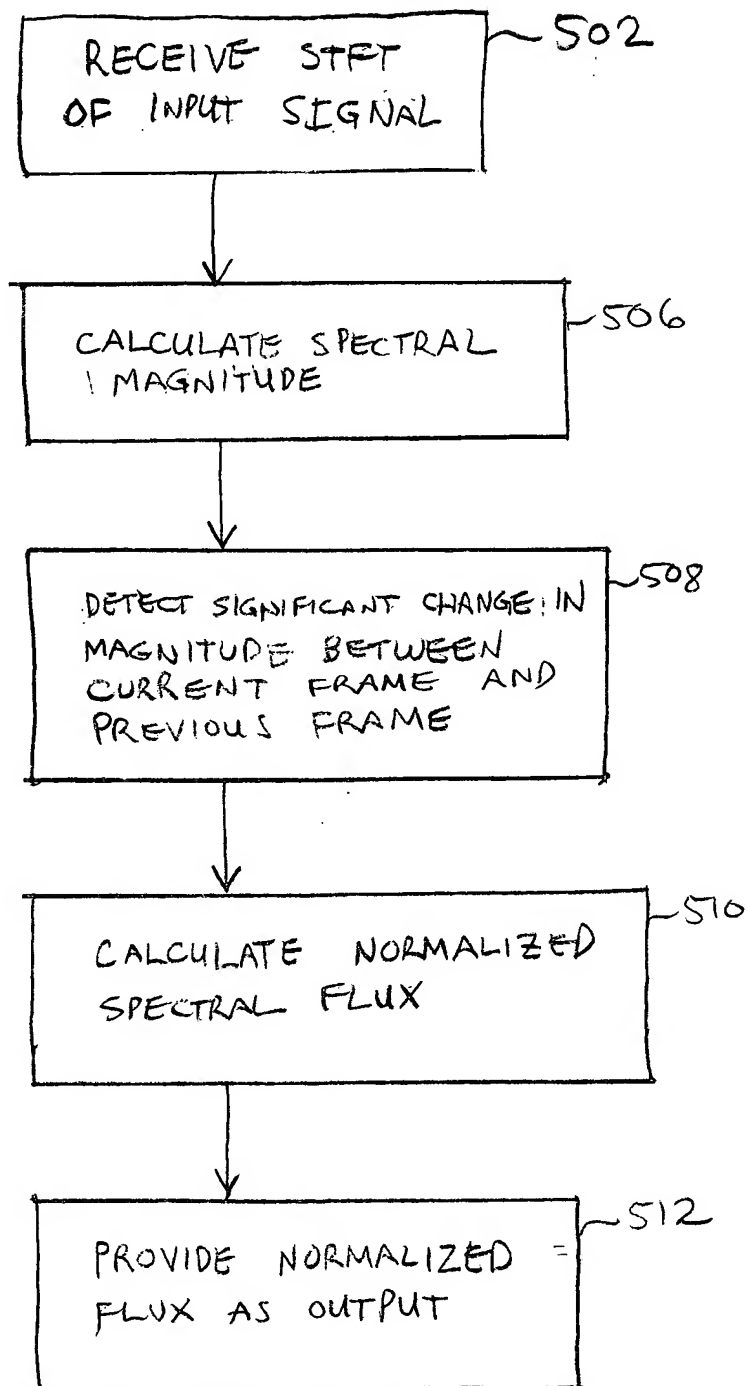 RECEIVE STFT
OF INPUT SIGNAL
502
CALCULATE SPECTRAL
MAGNITUDE
506
DETECT SIGNIFICANT CHANGE IN
MAGNITUDE BETWEEN
CURRENT FRAME AND
PREVIOUS FRAME
508
CALCULATE NORMALIZED
SPECTRAL FLUX
510
PROVIDE NORMALIZED
FLUX AS OUTPUT
512